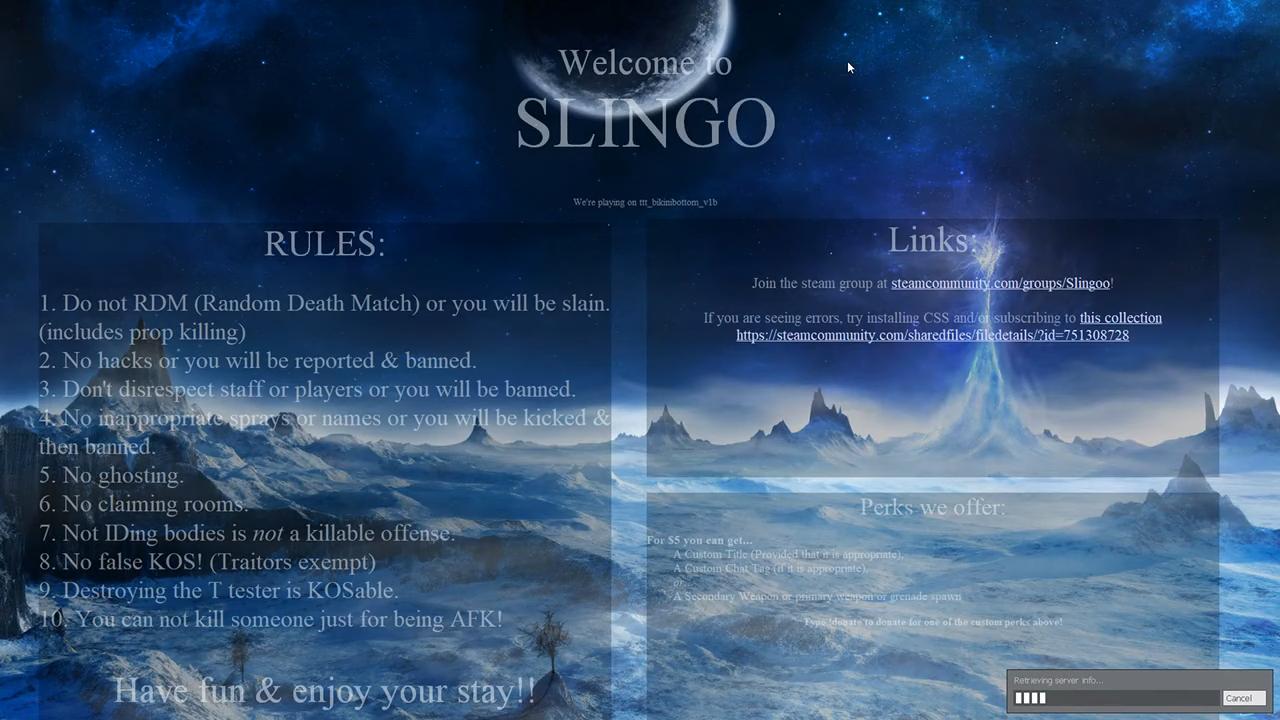 Welcome to
SLINGO
We're playing on ttt_bikinibottom_v1b
RULES:
1. Do not RDM (Random Death Match) or you will be slain.
(includes prop killing)
2. No hacks or you will be reported & banned.
3. Don't disrespect staff or players or you will be banned.
4. No inappropriate sprays or names or you will be kicked &
then banned.
5. No ghosting.
6. No claiming rooms.
7. Not IDing bodies is not a killable offense.
8. No false KOS! (Traitors exempt)
9. Destroying the T tester is KOSable.
10. You can not kill someone just for being AFK!
Have fun & enjoy your stay!!
Links:
Join the steam group at steamcommunity.com/groups/Slingoo!
If you are seeing errors, try installing CSS and/or subscribing to this collection
https://steamcommunity.com/sharedfiles/filedetails/?id=751308728
Perks we offer:
For $5 you can get...
A Custom Title (Provided that it is appropriate),
A Custom Chat Tag (if it is appropriate),
or...
A Secondary Weapon or primary weapon or grenade spawn
Type !donate to donate for one of the custom perks above!
Retrieving server info...
Cancel